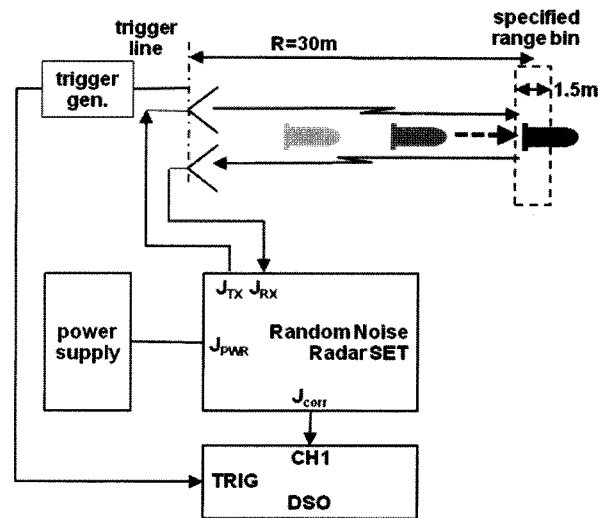 trigger
line
R=30m
specified
range bin
trigger
gen.
1.5m
J_TX J_RX
power
supply
J_PWR
Random Noise
Radar SET
J_corr
CH1
TRIG
DSO